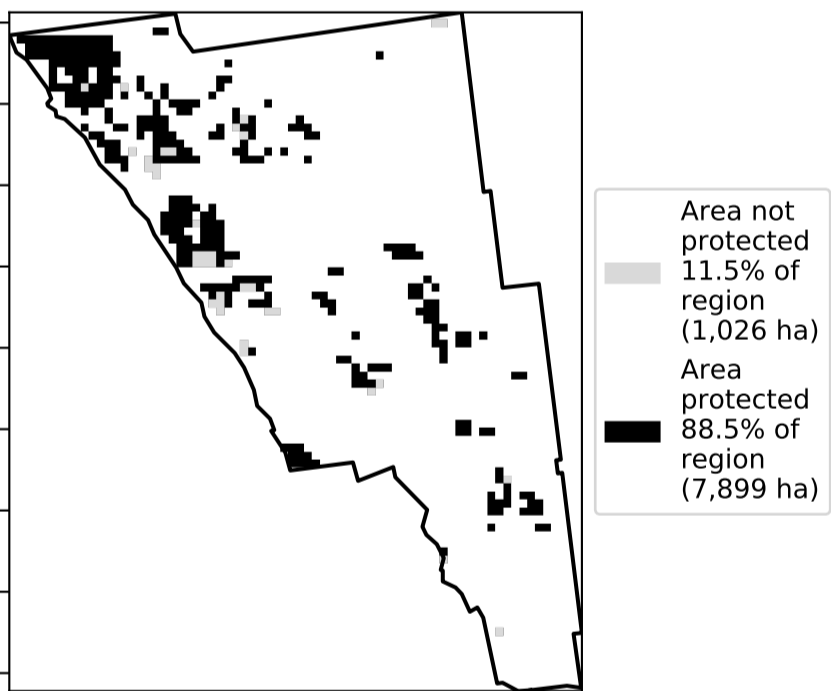 Area not
protected
11.5% of
region
(1,026 ha)
Area
protected
88.5% of
region
(7,899 ha)